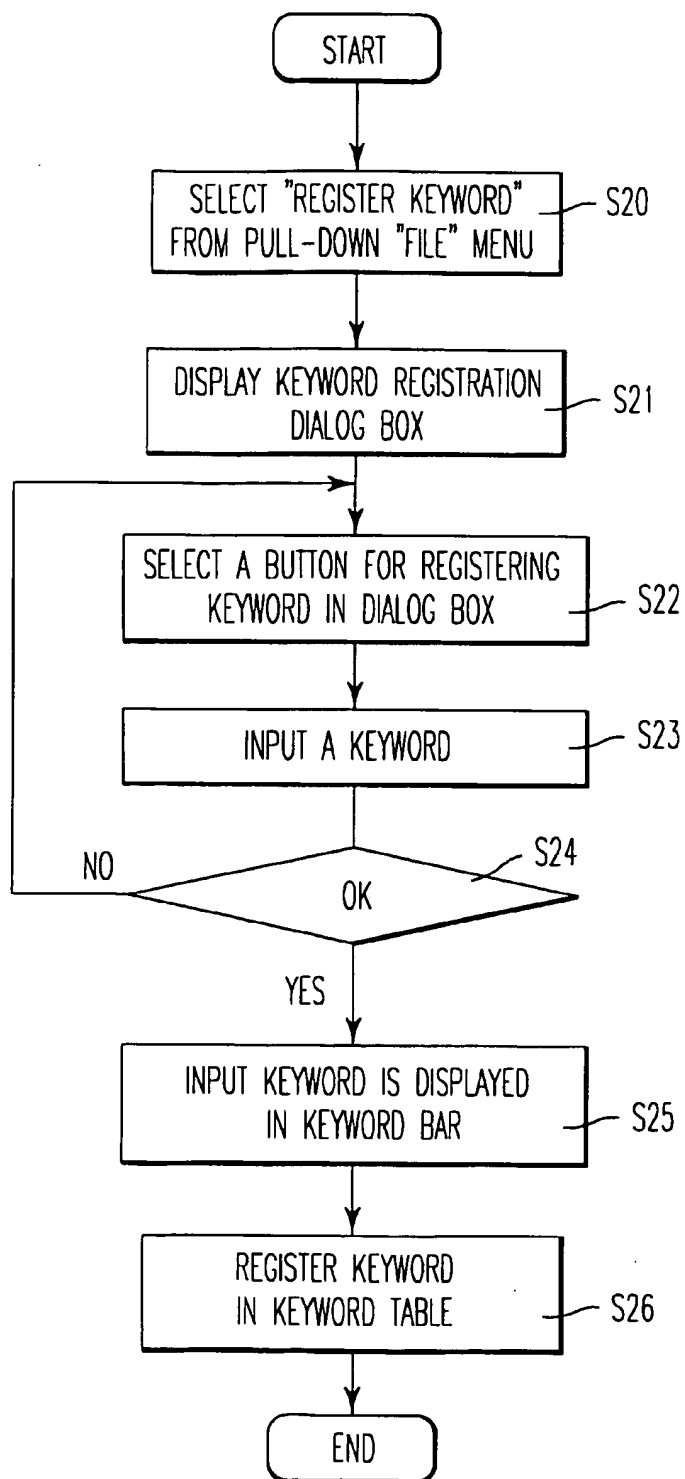 START
SELECT "REGISTER KEYWORD"
FROM PULL-DOWN "FILE" MENU
S20
DISPLAY KEYWORD REGISTRATION
DIALOG BOX
S21
SELECT A BUTTON FOR REGISTERING
KEYWORD IN DIALOG BOX
S22
INPUT A KEYWORD
S23
NO
OK
S24
YES
INPUT KEYWORD IS DISPLAYED
IN KEYWORD BAR
S25
REGISTER KEYWORD
IN KEYWORD TABLE
S26
END